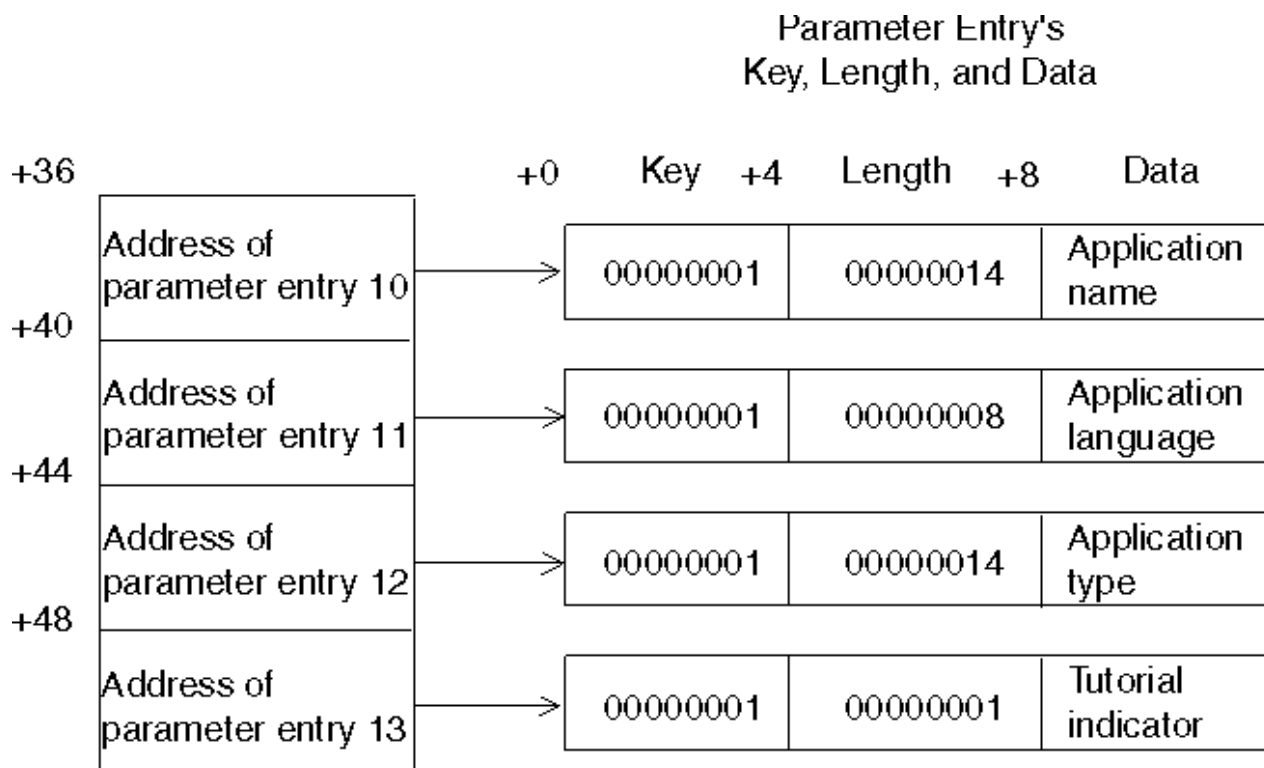 Parameter Entry's
Key, Length, and Data
+36 +0 Key +4 Length +8 Data
Address of
parameter entry 10
00000001 00000014 Application
name
+40
Address of
parameter entry 11
00000001 00000008 Application
language
+44
Address of
parameter entry 12
00000001 00000014 Application
type
+48
Address of
parameter entry 13
00000001 00000001 Tutorial
indicator